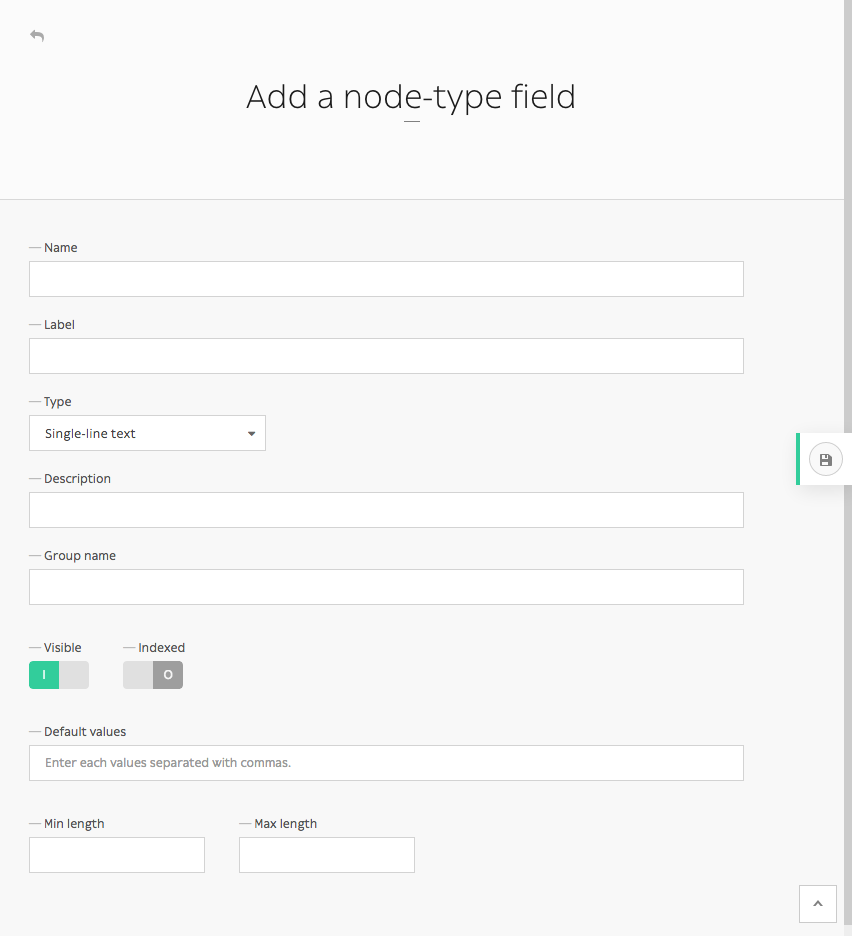 Add a node-type field
Name
Label
Type
Single-line text
Description
Group name
Visible
Indexed
I
O
Default values
Enter each values separated with commas.
Min length
Max length